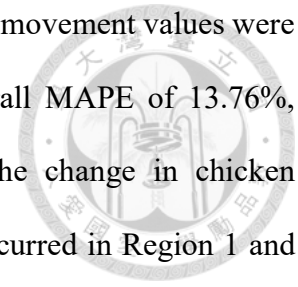 movement values were
all MAPE of 13.76%,
he change in chicken
curred in Region 1 and